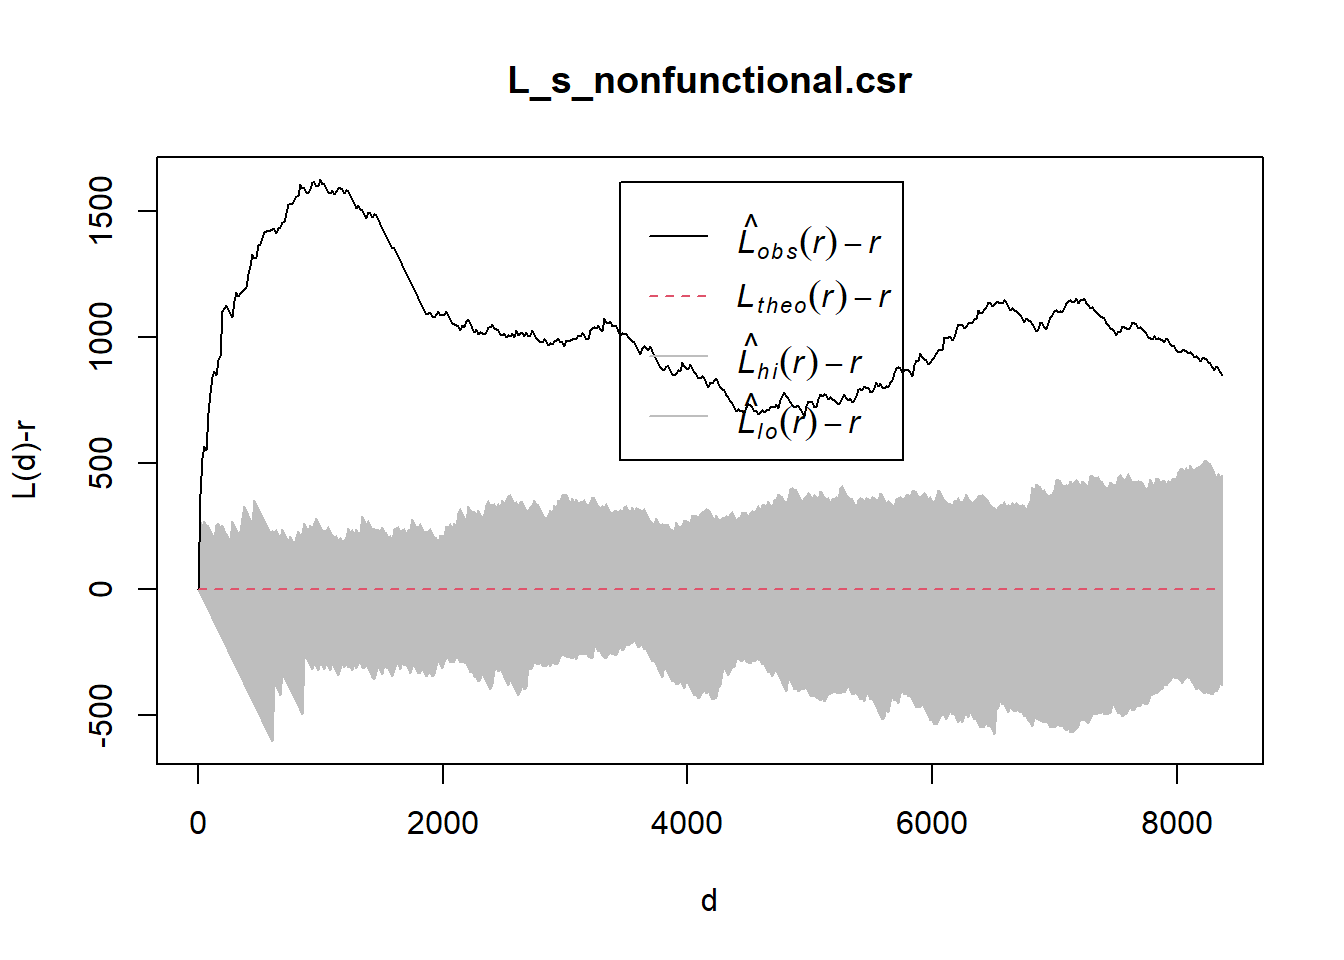 L_s_nonfunctional.csr
L(d)-r
1500
1000
500
0
-500
L̂obs(r) – r
Ltheo(r) – r
L̂hi(r) – r
L̂lo(r) – r
0 2000 4000 6000 8000
d